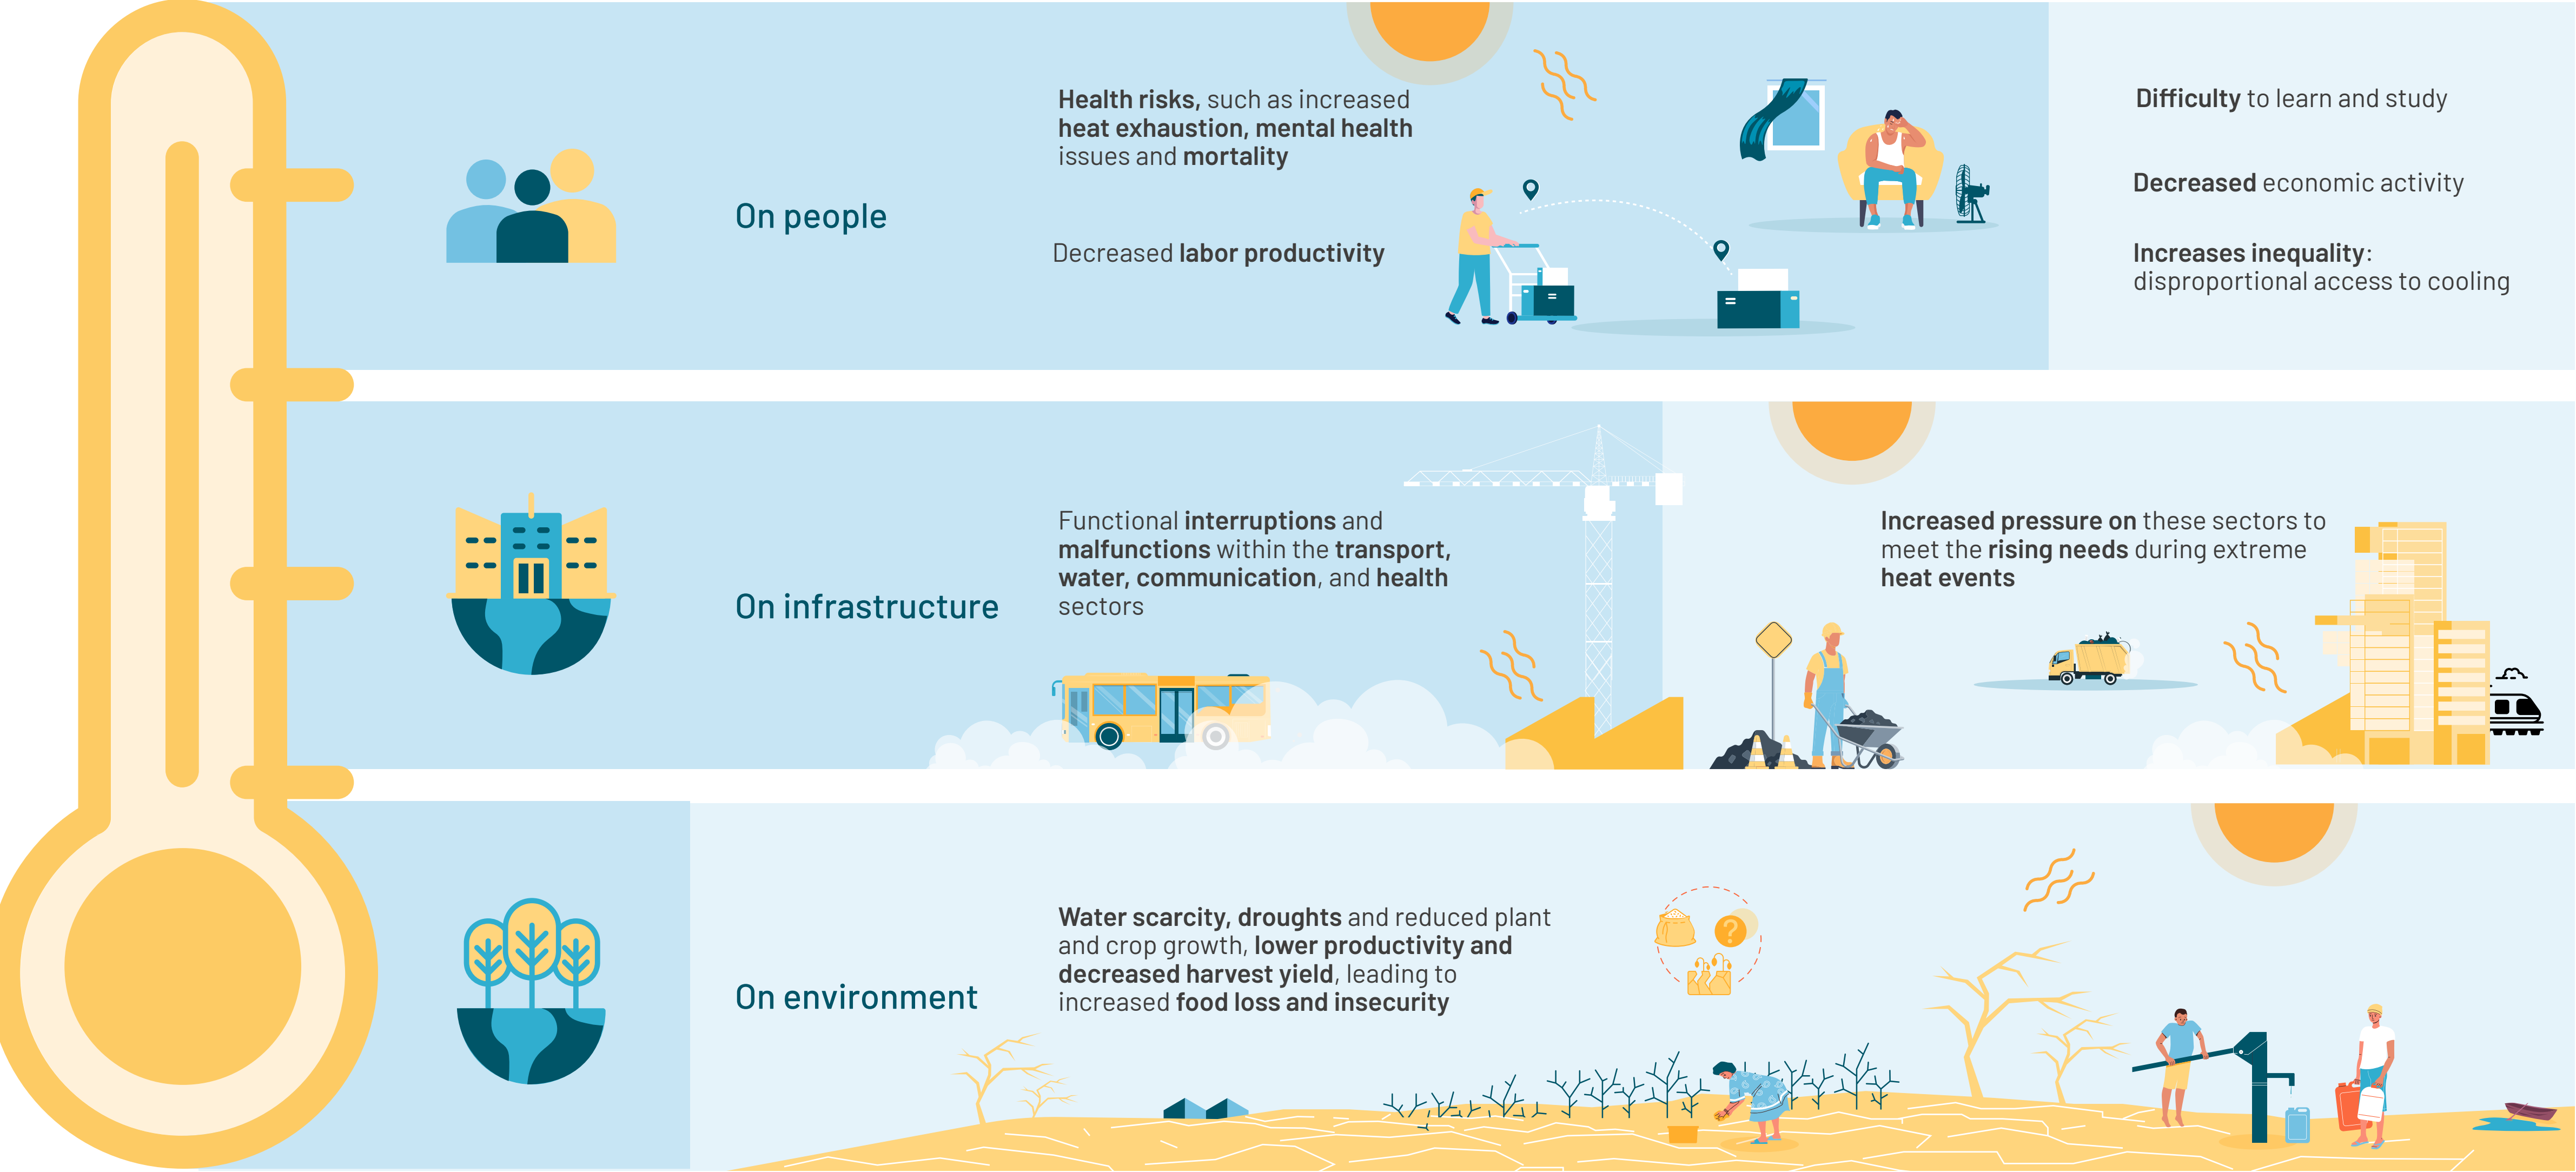 On people
Health risks, such as increased
heat exhaustion, mental health
issues and mortality
Decreased labor productivity
Difficulty to learn and study
Decreased economic activity
Increases inequality:
disproportional access to cooling
On infrastructure
Functional interruptions and
malfunctions within the transport,
water, communication, and health
sectors
Increased pressure on these sectors to
meet the rising needs during extreme
heat events
On environment
Water scarcity, droughts and reduced plant
and crop growth, lower productivity and
decreased harvest yield, leading to
increased food loss and insecurity
?